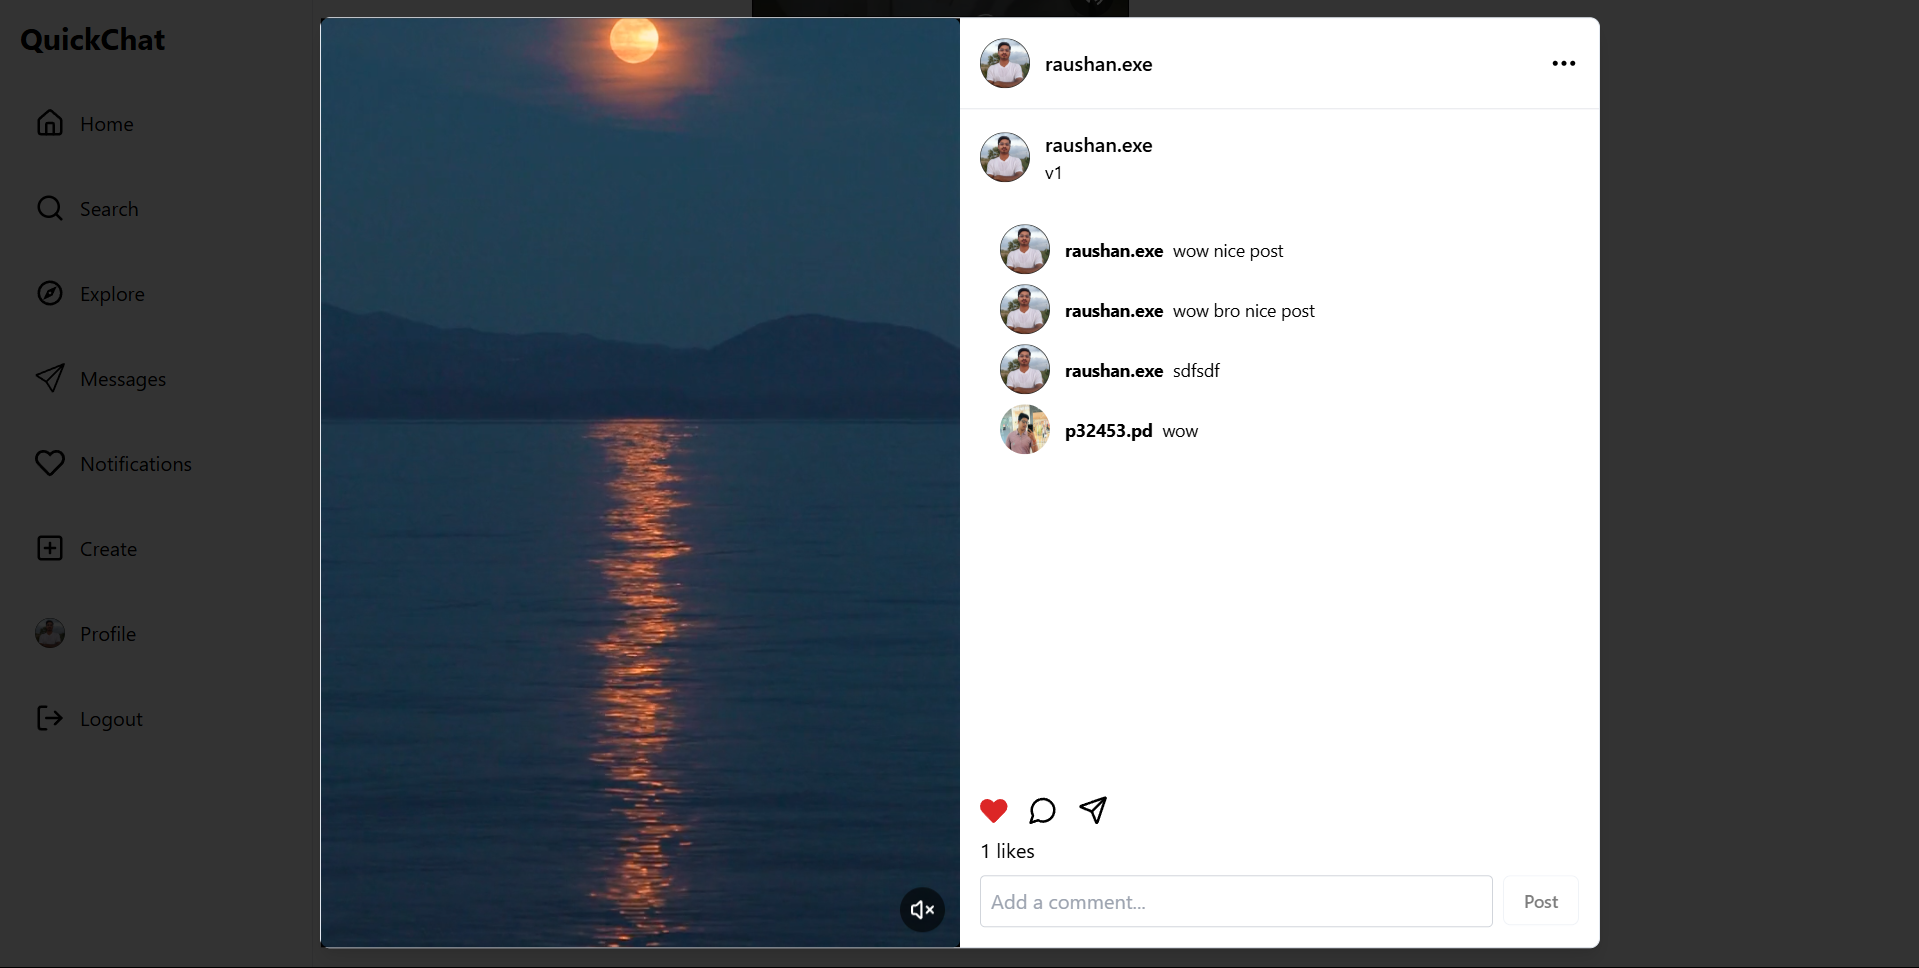 QuickChat
Home
Search
Explore
Messages
Notifications
Create
Profile
Logout
raushan.exe
raushan.exe
v1
raushan.exe wow nice post
raushan.exe wow bro nice post
raushan.exe sdfsdf
p32453.pd wow
1 likes
Add a comment...
Post